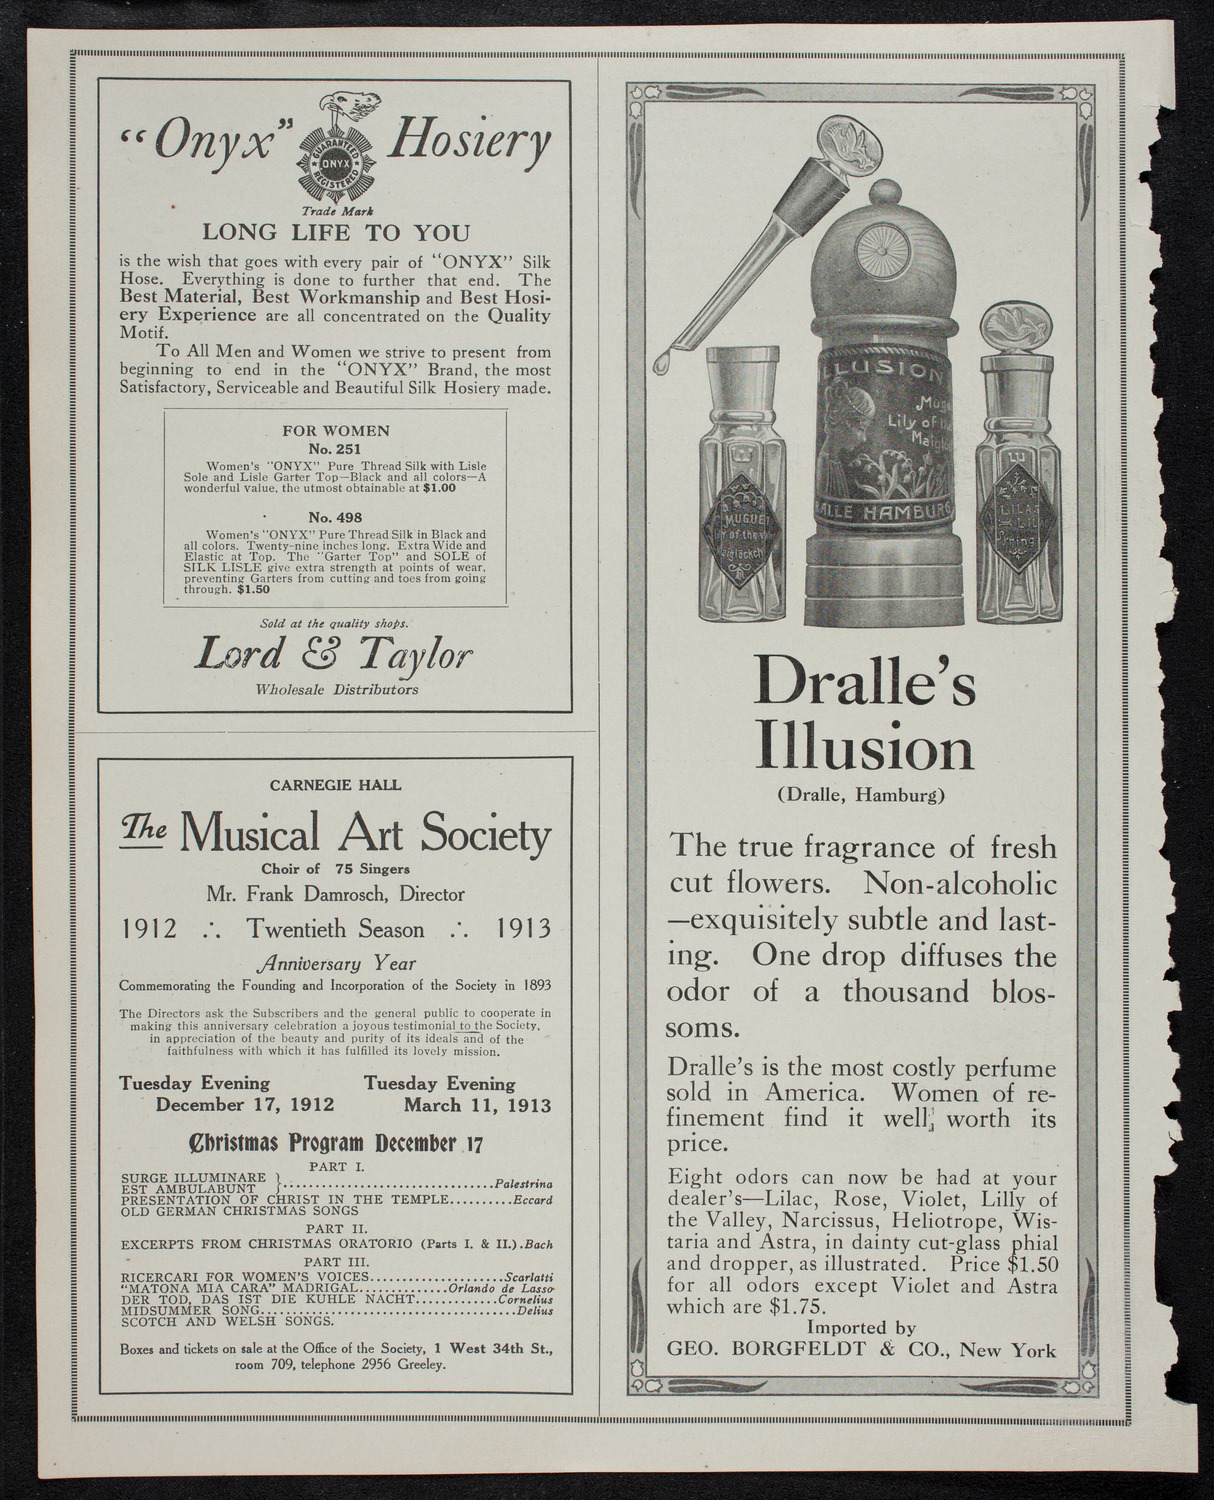 "Onyx" Hosiery
GUARANTEED
ONYX
REGISTERED
Trade Mark
LONG LIFE TO YOU
is the wish that goes with every pair of "ONYX" Silk
Hose. Everything is done to further that end. The
Best Material, Best Workmanship and Best Hosi-
ery Experience are all concentrated on the Quality
Motif.
To All Men and Women we strive to present from
beginning to end in the "ONYX" Brand, the most
Satisfactory, Serviceable and Beautiful Silk Hosiery made.
FOR WOMEN
No. 251
Women's "ONYX" Pure Thread Silk with Lisle
Sole and Lisle Garter Top—Black and all colors—A
wonderful value, the utmost obtainable at $1.00
No. 498
Women's "ONYX" Pure Thread Silk in Black and
all colors. Twenty-nine inches long. Extra Wide and
Elastic at Top. The "Garter Top" and SOLE of
SILK LISLE give extra strength at points of wear,
preventing Garters from cutting and toes from going
through. $1.50
Sold at the quality shops.
Lord & Taylor
Wholesale Distributors
CARNEGIE HALL
The Musical Art Society
Choir of 75 Singers
Mr. Frank Damrosch, Director
1912 ∴ Twentieth Season ∴ 1913
Anniversary Year
Commemorating the Founding and Incorporation of the Society in 1893
The Directors ask the Subscribers and the general public to cooperate in
making this anniversary celebration a joyous testimonial to the Society,
in appreciation of the beauty and purity of its ideals and of the
faithfulness with which it has fulfilled its lovely mission.
Tuesday Evening Tuesday Evening
December 17, 1912 March 11, 1913
Christmas Program December 17
PART I.
SURGE ILLUMINARE }
EST AMBULABUNT }..............................Palestrina
PRESENTATION OF CHRIST IN THE TEMPLE.........Eccard
OLD GERMAN CHRISTMAS SONGS
PART II.
EXCERPTS FROM CHRISTMAS ORATORIO (Parts I. & II.).Bach
PART III.
RICERCARI FOR WOMEN'S VOICES....................Scarlatti
"MATONA MIA CARA" MADRIGAL.............Orlando de Lasso
DER TOD, DAS IST DIE KUHLE NACHT............Cornelius
MIDSUMMER SONG......................................Delius
SCOTCH AND WELSH SONGS.
Boxes and tickets on sale at the Office of the Society, 1 West 34th St.,
room 709, telephone 2956 Greeley.
ILLUSION
Lily of the
DRALLE HAMBURG
MUGUET
of the
LILAS
Dralle's
Illusion
(Dralle, Hamburg)
The true fragrance of fresh
cut flowers. Non-alcoholic
—exquisitely subtle and last-
ing. One drop diffuses the
odor of a thousand blos-
soms.
Dralle's is the most costly perfume
sold in America. Women of re-
finement find it well worth its
price.
Eight odors can now be had at your
dealer's—Lilac, Rose, Violet, Lilly of
the Valley, Narcissus, Heliotrope, Wis-
taria and Astra, in dainty cut-glass phial
and dropper, as illustrated. Price $1.50
for all odors except Violet and Astra
which are $1.75.
Imported by
GEO. BORGFELDT & CO., New York